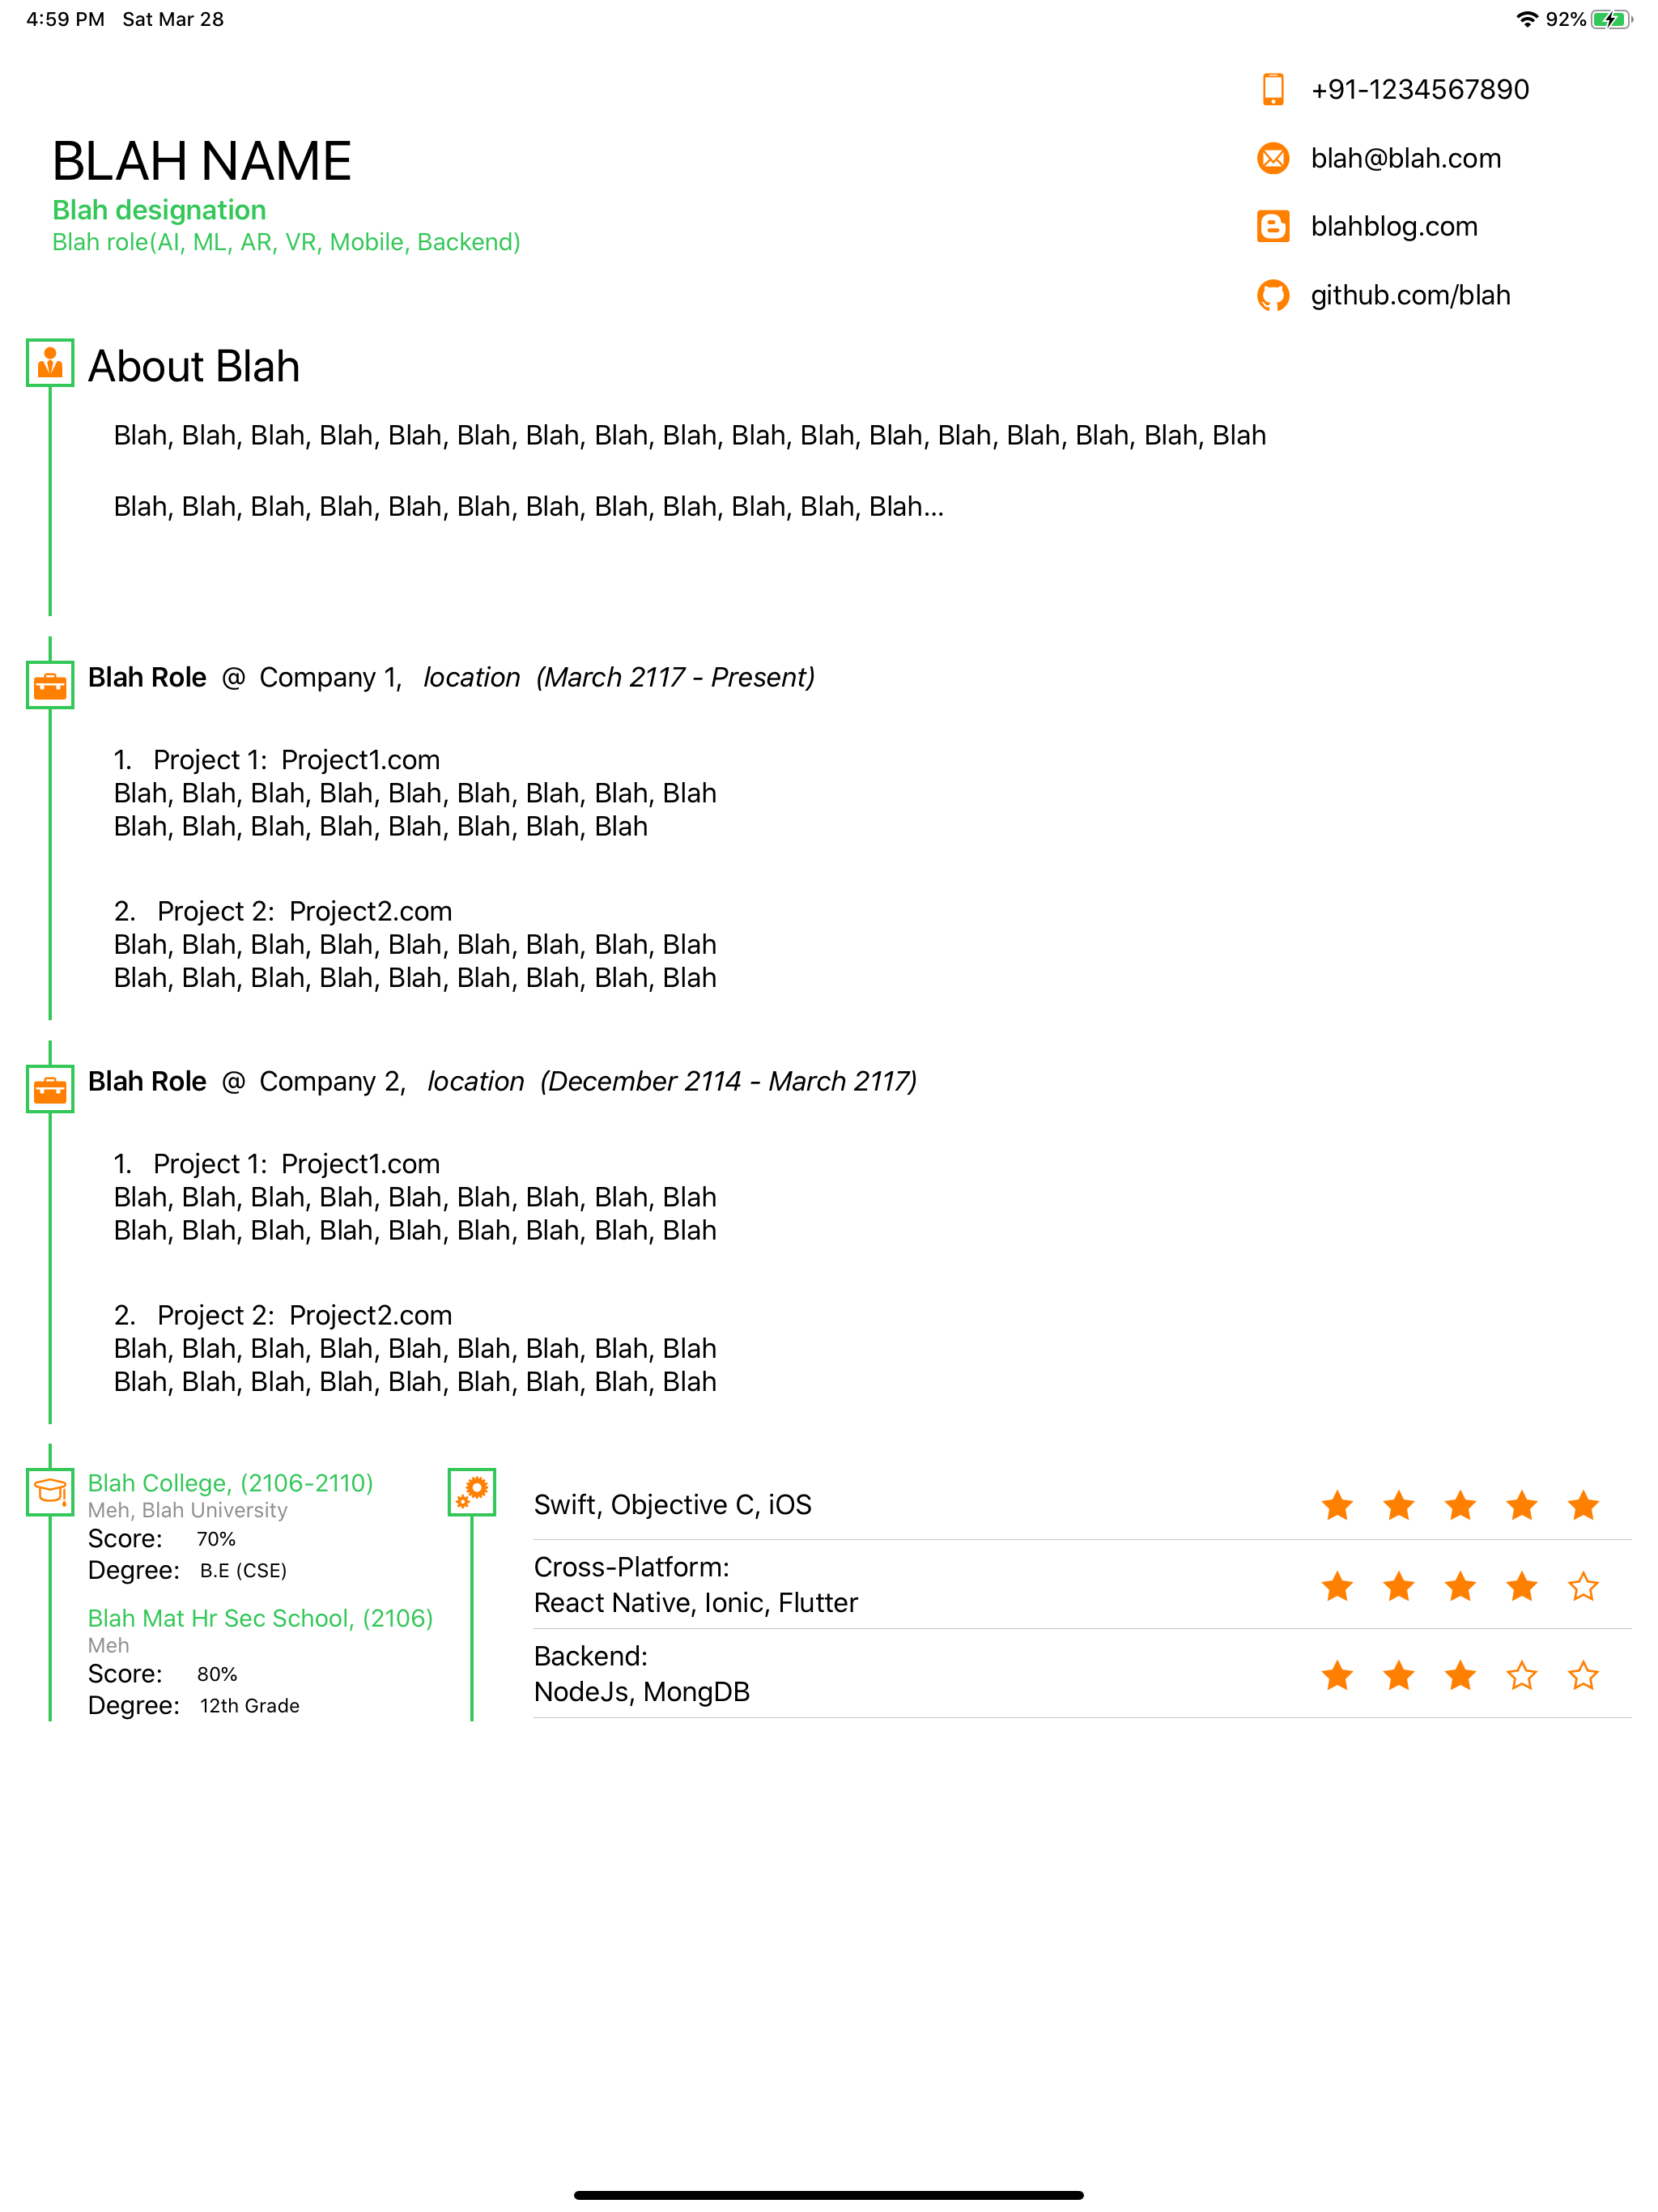 4:59 PM Sat Mar 28
92%
+91-1234567890
BLAH NAME
blah@blah.com
Blah designation
Blah role(AI, ML, AR, VR, Mobile, Backend)
blahblog.com
github.com/blah
About Blah
Blah, Blah, Blah, Blah, Blah, Blah, Blah, Blah, Blah, Blah, Blah, Blah, Blah, Blah, Blah, Blah, Blah
Blah, Blah, Blah, Blah, Blah, Blah, Blah, Blah, Blah, Blah, Blah, Blah...
Blah Role @ Company 1, location (March 2117 - Present)
1. Project 1: Project1.com
Blah, Blah, Blah, Blah, Blah, Blah, Blah, Blah, Blah
Blah, Blah, Blah, Blah, Blah, Blah, Blah, Blah
2. Project 2: Project2.com
Blah, Blah, Blah, Blah, Blah, Blah, Blah, Blah, Blah
Blah, Blah, Blah, Blah, Blah, Blah, Blah, Blah, Blah
Blah Role @ Company 2, location (December 2114 - March 2117)
1. Project 1: Project1.com
Blah, Blah, Blah, Blah, Blah, Blah, Blah, Blah, Blah
Blah, Blah, Blah, Blah, Blah, Blah, Blah, Blah, Blah
2. Project 2: Project2.com
Blah, Blah, Blah, Blah, Blah, Blah, Blah, Blah, Blah
Blah, Blah, Blah, Blah, Blah, Blah, Blah, Blah, Blah
Blah College, (2106-2110)
Meh, Blah University
Score: 70%
Degree: B.E (CSE)
Blah Mat Hr Sec School, (2106)
Meh
Score: 80%
Degree: 12th Grade
Swift, Objective C, iOS
Cross-Platform:
React Native, Ionic, Flutter
Backend:
NodeJs, MongDB